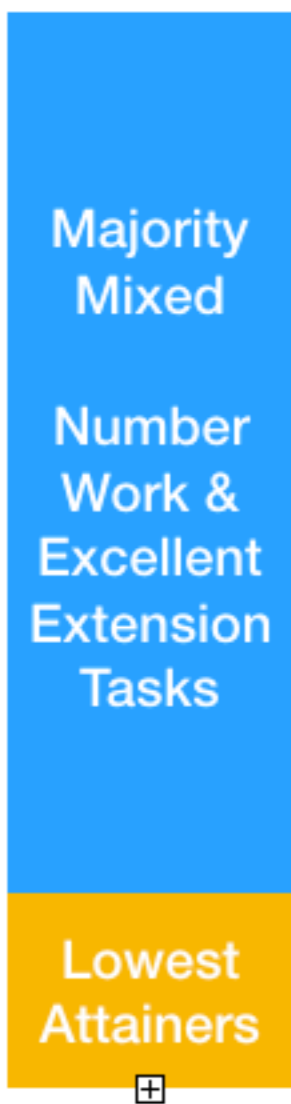 Majority
Mixed
Number
Work &
Excellent
Extension
Tasks
Lowest
Attainers